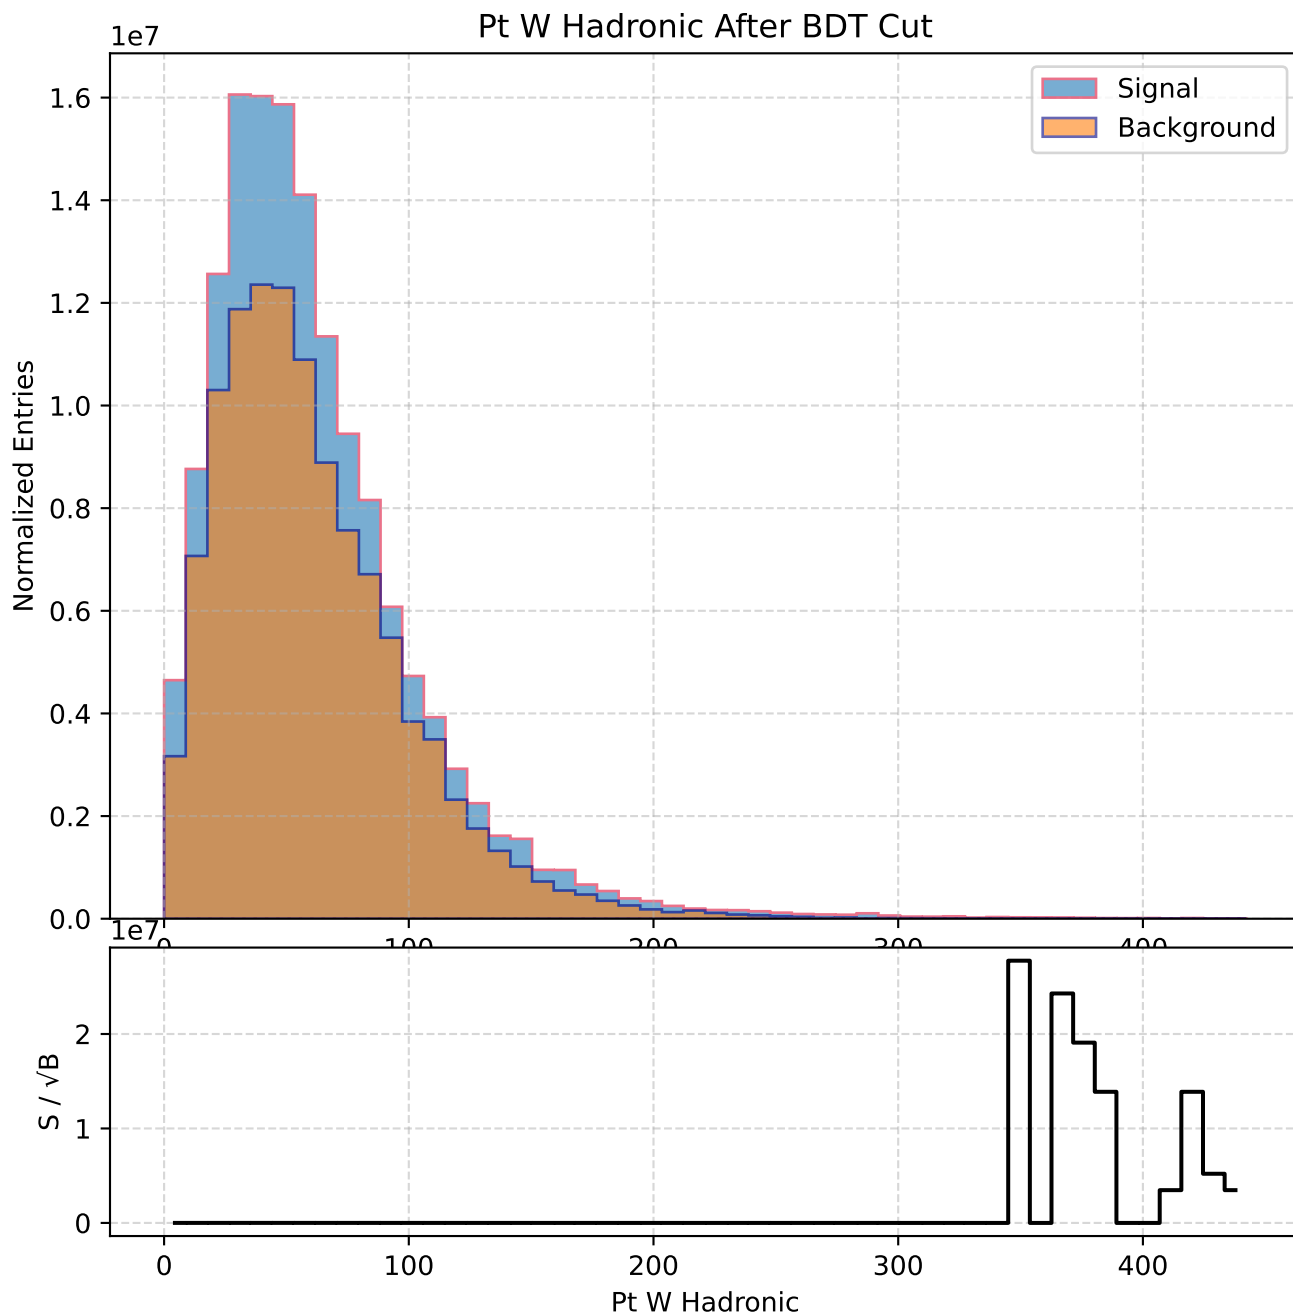 Pt W Hadronic After BDT Cut
1e7
Signal
Background
1.6
1.4
1.2
1.0
0.8
0.6
0.4
0.2
0.0
Normalized Entries
0 100 200 300 400
1e7
2
1
0
S / √B
0 100 200 300 400
Pt W Hadronic